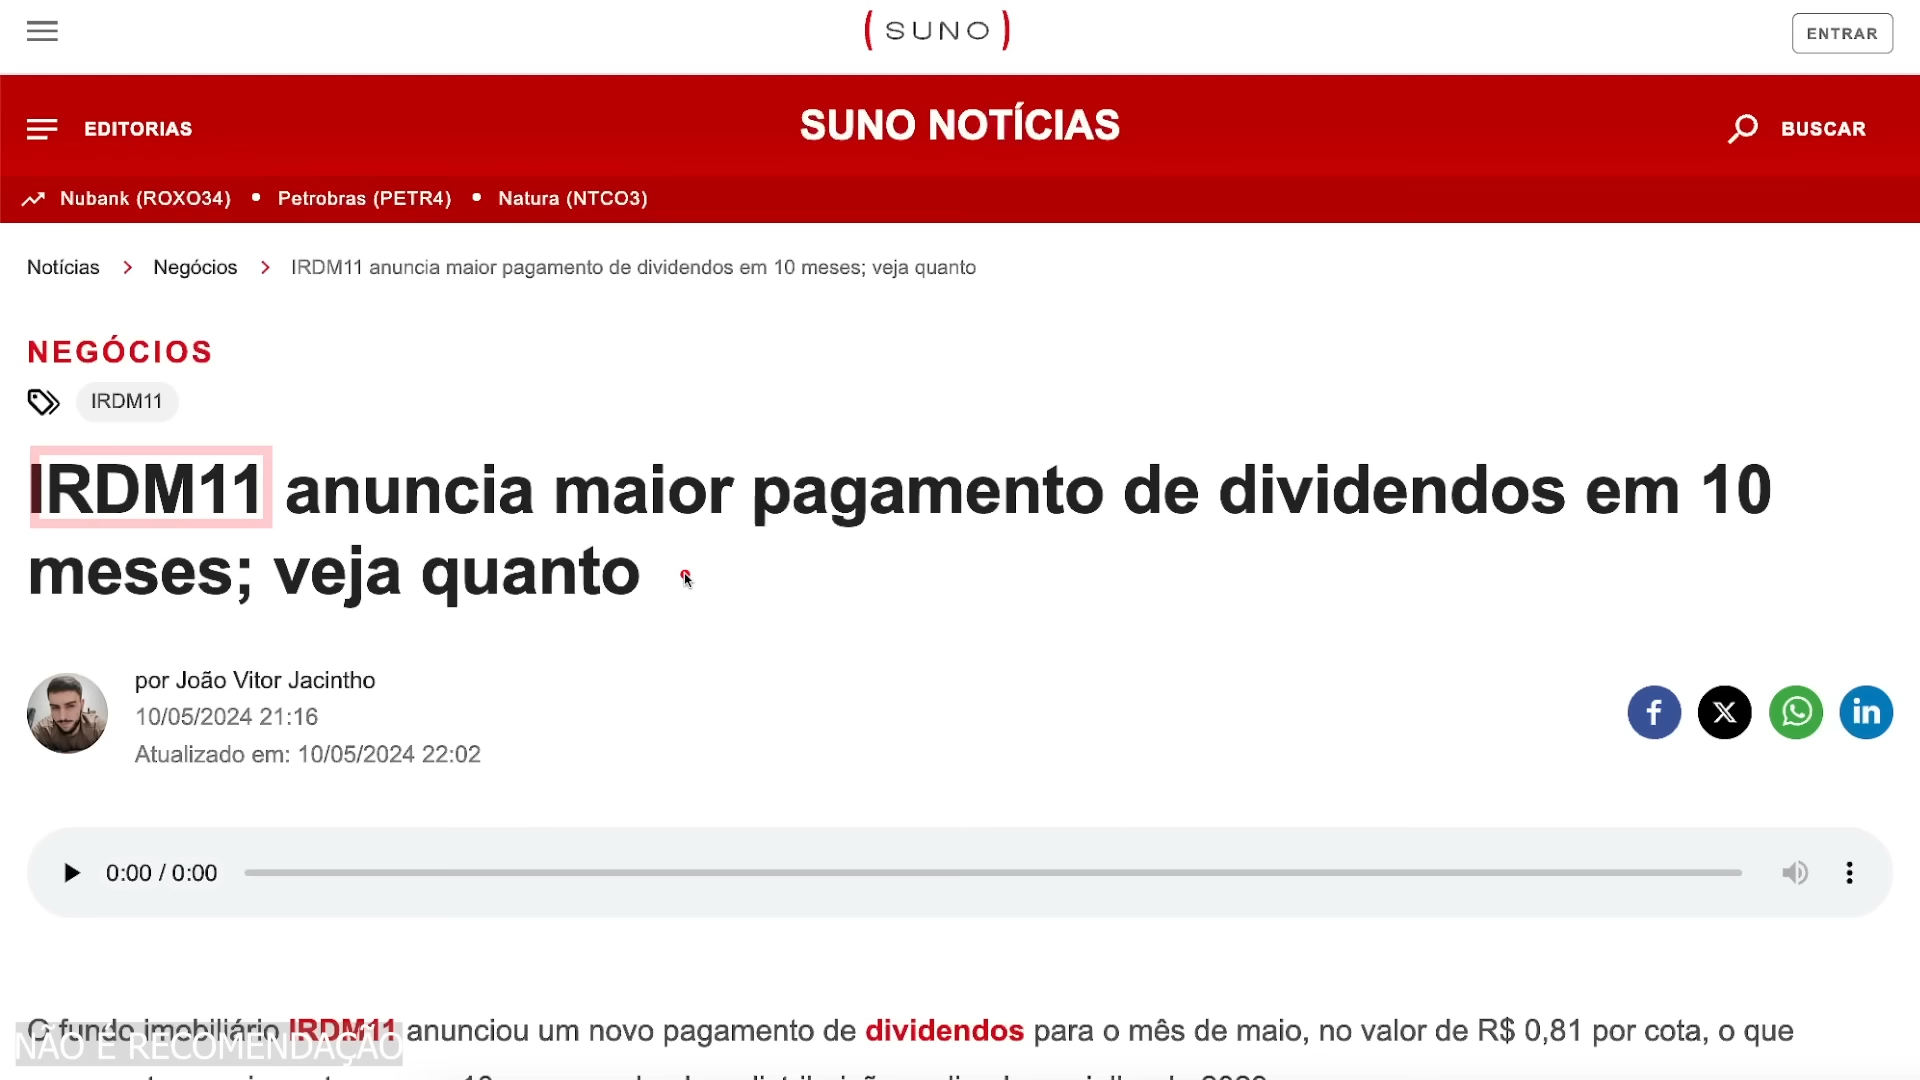 ( SUNO )
ENTRAR
EDITORIAS
SUNO NOTÍCIAS
BUSCAR
Nubank (ROXO34) • Petrobras (PETR4) • Natura (NTCO3)
Notícias > Negócios > IRDM11 anuncia maior pagamento de dividendos em 10 meses; veja quanto
NEGÓCIOS
IRDM11
IRDM11 anuncia maior pagamento de dividendos em 10
meses; veja quanto
por João Vitor Jacintho
10/05/2024 21:16
Atualizado em: 10/05/2024 22:02
0:00 / 0:00
O fundo imobiliário IRDM11 anunciou um novo pagamento de dividendos para o mês de maio, no valor de R$ 0,81 por cota, o que
NÃO É RECOMENDAÇÃO